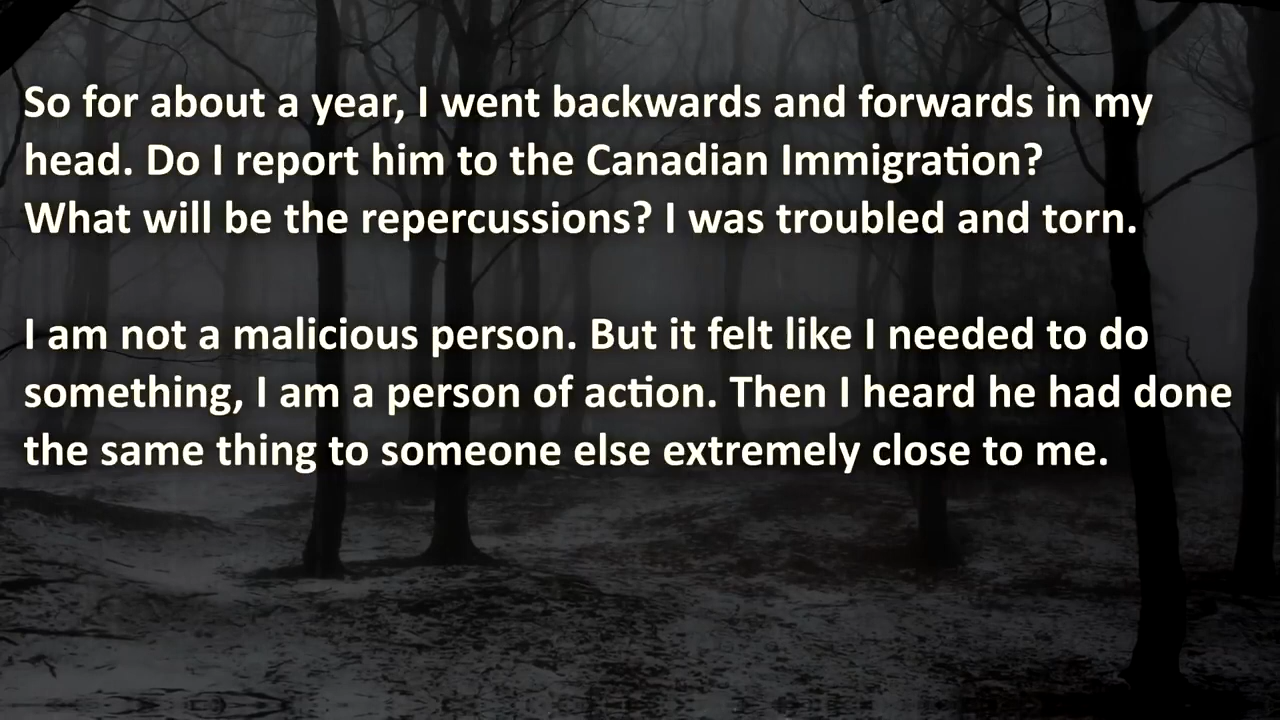 So for about a year, I went backwards and forwards in my
head. Do I report him to the Canadian Immigration?
What will be the repercussions? I was troubled and torn.
I am not a malicious person. But it felt like I needed to do
something, I am a person of action. Then I heard he had done
the same thing to someone else extremely close to me.